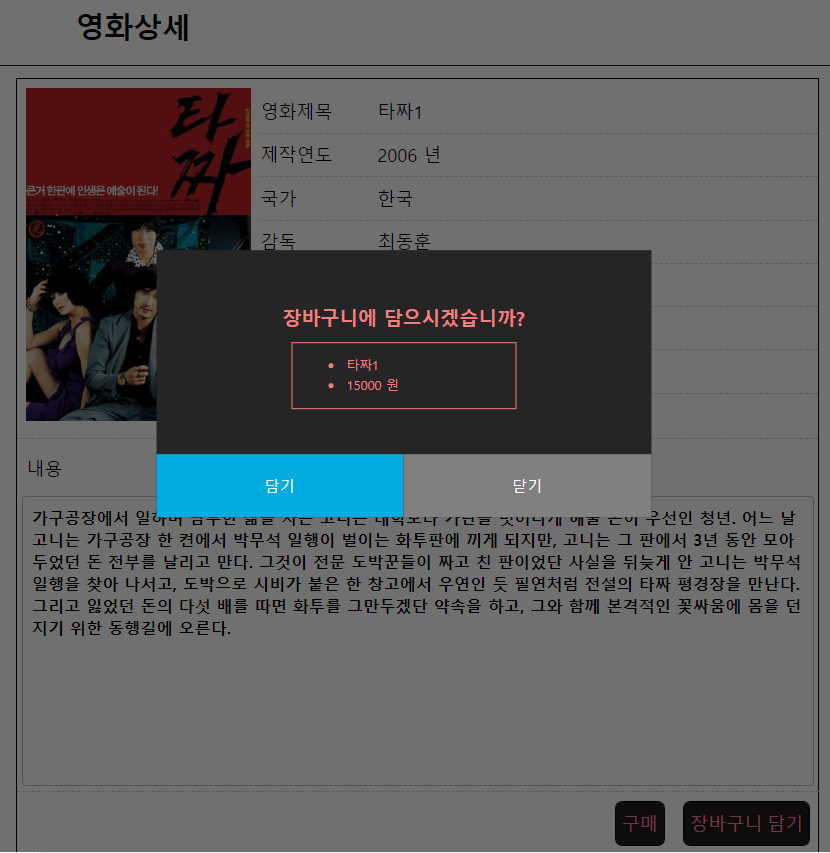 영화상세
타
짜
큰거 한판에 인생은 예술이 된다!
영화제목 타짜1
제작연도 2006 년
국가 한국
감독 최동훈
장바구니에 담으시겠습니까?
• 타짜1
• 15000 원
담기 닫기
내용
가구공장에서 일하며 고니는 가난을 우선인 청년. 어느 날
고니는 가구공장 한 켠에서 박무석 일행이 벌이는 화투판에 끼게 되지만, 고니는 그 판에서 3년 동안 모아
두었던 돈 전부를 날리고 만다. 그것이 전문 도박꾼들이 짜고 친 판이었단 사실을 뒤늦게 안 고니는 박무석
일행을 찾아 나서고, 도박으로 시비가 붙은 한 창고에서 우연인 듯 필연처럼 전설의 타짜 평경장을 만난다.
그리고 잃었던 돈의 다섯 배를 따면 화투를 그만두겠단 약속을 하고, 그와 함께 본격적인 꽃싸움에 몸을 던
지기 위한 동행길에 오른다.
구매 장바구니 담기